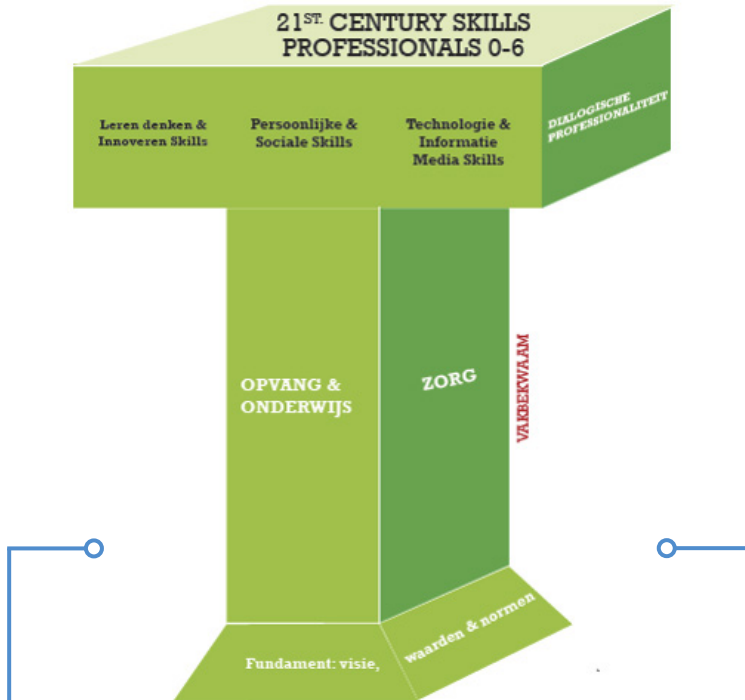 21ST. CENTURY SKILLS
PROFESSIONALS 0-6
Leren denken &
Innoveren Skills
Persoonlijke &
Sociale Skills
Technologie &
Informatie
Media Skills
DIALOGISCHE
PROFESSIONALITEIT
OPVANG &
ONDERWIJS
ZORG
VAKBEKWAAM
Fundament: visie,
waarden & normen